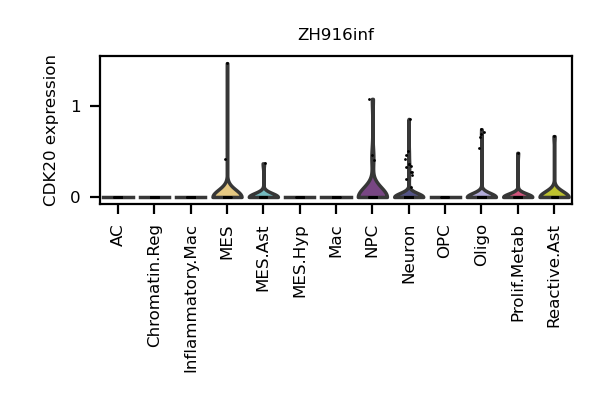 ZH916inf
CDK20 expression
1
0
AC
Chromatin.Reg
Inflammatory.Mac
MES
MES.Ast
MES.Hyp
Mac
NPC
Neuron
OPC
Oligo
Prolif.Metab
Reactive.Ast